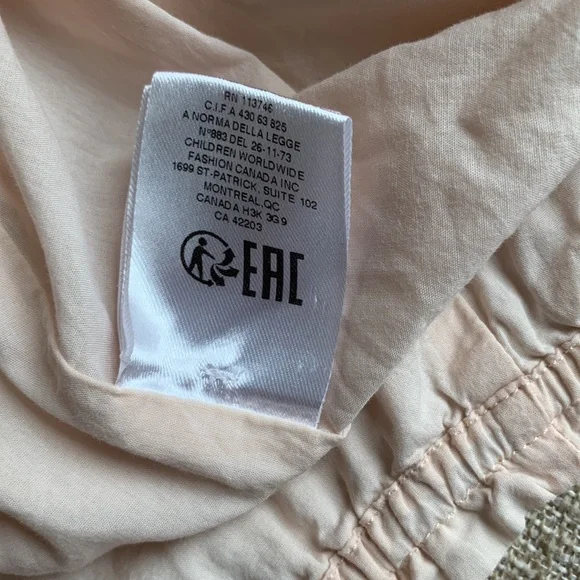 RN 113746
C.I.F.A 430 63 825
A NORMA DELLA LEGGE
N°883 DEL 26-11-73
CHILDREN WORLDWIDE
FASHION CANADA INC
1699 ST-PATRICK, SUITE 102
MONTREAL,QC
CANADA H3K 3G9
CA 42203
EAC